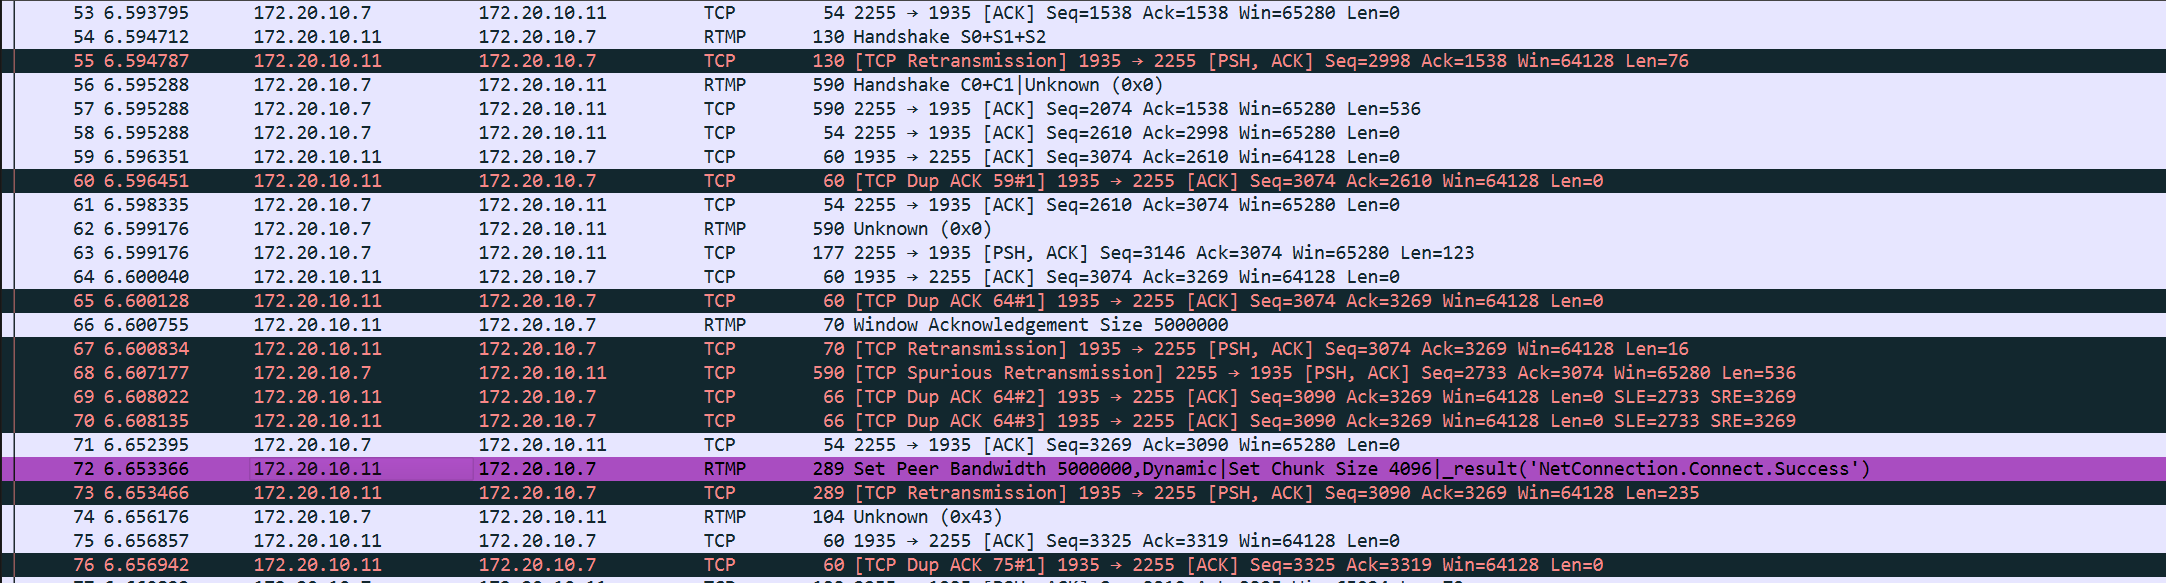 53 6.593795 172.20.10.7 172.20.10.11 TCP 54 2255 → 1935 [ACK] Seq=1538 Ack=1538 Win=65280 Len=0
54 6.594712 172.20.10.11 172.20.10.7 RTMP 130 Handshake S0+S1+S2
55 6.594787 172.20.10.11 172.20.10.7 TCP 130 [TCP Retransmission] 1935 → 2255 [PSH, ACK] Seq=2998 Ack=1538 Win=64128 Len=76
56 6.595288 172.20.10.7 172.20.10.11 RTMP 590 Handshake C0+C1|Unknown (0x0)
57 6.595288 172.20.10.7 172.20.10.11 TCP 590 2255 → 1935 [ACK] Seq=2074 Ack=1538 Win=65280 Len=536
58 6.595288 172.20.10.7 172.20.10.11 TCP 54 2255 → 1935 [ACK] Seq=2610 Ack=2998 Win=65280 Len=0
59 6.596351 172.20.10.11 172.20.10.7 TCP 60 1935 → 2255 [ACK] Seq=3074 Ack=2610 Win=64128 Len=0
60 6.596451 172.20.10.11 172.20.10.7 TCP 60 [TCP Dup ACK 59#1] 1935 → 2255 [ACK] Seq=3074 Ack=2610 Win=64128 Len=0
61 6.598335 172.20.10.7 172.20.10.11 TCP 54 2255 → 1935 [ACK] Seq=2610 Ack=3074 Win=65280 Len=0
62 6.599176 172.20.10.7 172.20.10.11 RTMP 590 Unknown (0x0)
63 6.599176 172.20.10.7 172.20.10.11 TCP 177 2255 → 1935 [PSH, ACK] Seq=3146 Ack=3074 Win=65280 Len=123
64 6.600040 172.20.10.11 172.20.10.7 TCP 60 1935 → 2255 [ACK] Seq=3074 Ack=3269 Win=64128 Len=0
65 6.600128 172.20.10.11 172.20.10.7 TCP 60 [TCP Dup ACK 64#1] 1935 → 2255 [ACK] Seq=3074 Ack=3269 Win=64128 Len=0
66 6.600755 172.20.10.11 172.20.10.7 RTMP 70 Window Acknowledgement Size 5000000
67 6.600834 172.20.10.11 172.20.10.7 TCP 70 [TCP Retransmission] 1935 → 2255 [PSH, ACK] Seq=3074 Ack=3269 Win=64128 Len=16
68 6.607177 172.20.10.7 172.20.10.11 TCP 590 [TCP Spurious Retransmission] 2255 → 1935 [PSH, ACK] Seq=2733 Ack=3074 Win=65280 Len=536
69 6.608022 172.20.10.11 172.20.10.7 TCP 66 [TCP Dup ACK 64#2] 1935 → 2255 [ACK] Seq=3090 Ack=3269 Win=64128 Len=0 SLE=2733 SRE=3269
70 6.608135 172.20.10.11 172.20.10.7 TCP 66 [TCP Dup ACK 64#3] 1935 → 2255 [ACK] Seq=3090 Ack=3269 Win=64128 Len=0 SLE=2733 SRE=3269
71 6.652395 172.20.10.7 172.20.10.11 TCP 54 2255 → 1935 [ACK] Seq=3269 Ack=3090 Win=65280 Len=0
72 6.653366 172.20.10.11 172.20.10.7 RTMP 289 Set Peer Bandwidth 5000000,Dynamic|Set Chunk Size 4096|_result('NetConnection.Connect.Success')
73 6.653466 172.20.10.11 172.20.10.7 TCP 289 [TCP Retransmission] 1935 → 2255 [PSH, ACK] Seq=3090 Ack=3269 Win=64128 Len=235
74 6.656176 172.20.10.7 172.20.10.11 RTMP 104 Unknown (0x43)
75 6.656857 172.20.10.11 172.20.10.7 TCP 60 1935 → 2255 [ACK] Seq=3325 Ack=3319 Win=64128 Len=0
76 6.656942 172.20.10.11 172.20.10.7 TCP 60 [TCP Dup ACK 75#1] 1935 → 2255 [ACK] Seq=3325 Ack=3319 Win=64128 Len=0